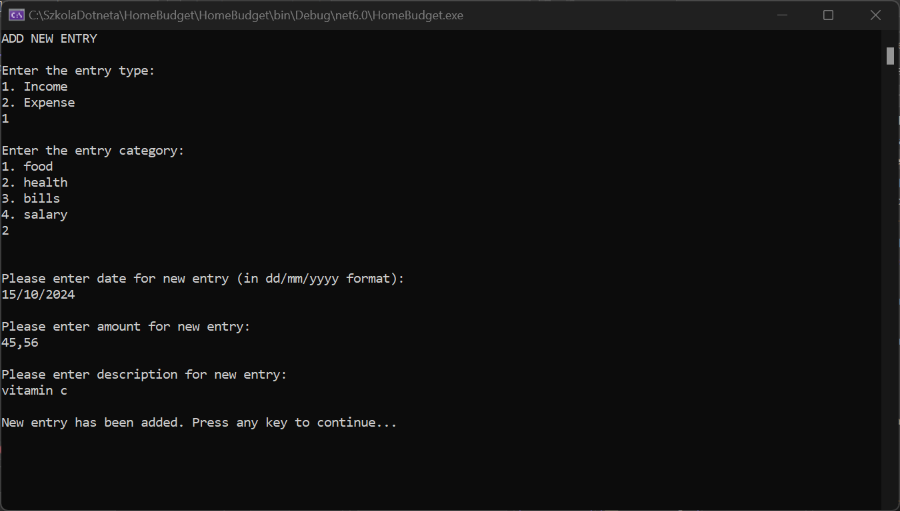 C:\SzkolaDotneta\HomeBudget\HomeBudget\bin\Debug\net6.0\HomeBudget.exe
ADD NEW ENTRY
Enter the entry type:
1. Income
2. Expense
1
Enter the entry category:
1. food
2. health
3. bills
4. salary
2
Please enter date for new entry (in dd/mm/yyyy format):
15/10/2024
Please enter amount for new entry:
45,56
Please enter description for new entry:
vitamin c
New entry has been added. Press any key to continue...